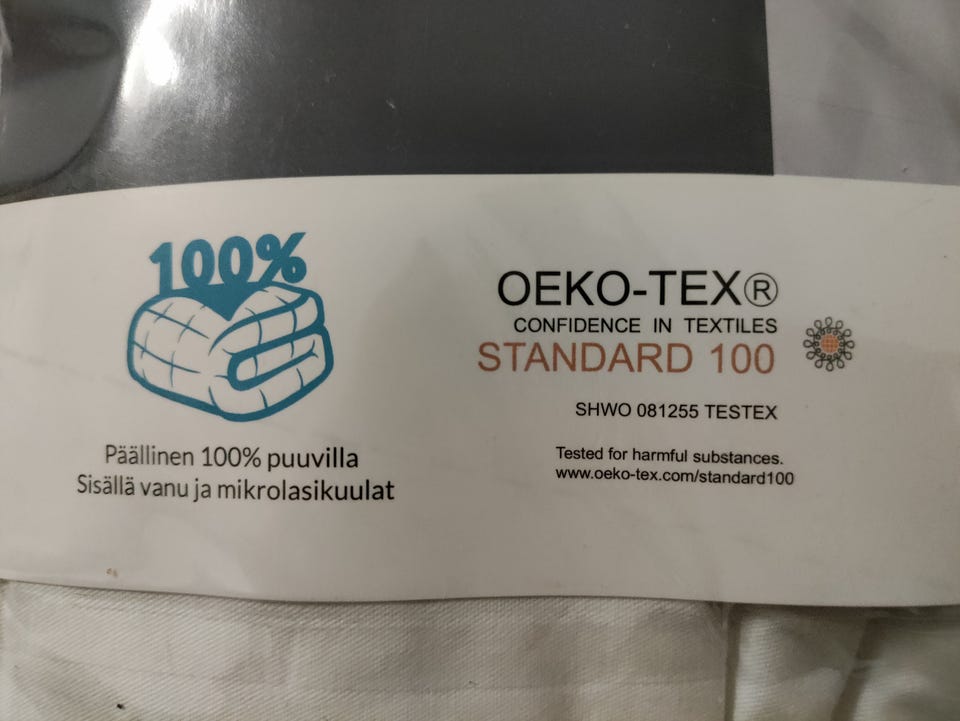 100%
Päällinen 100% puuvilla
Sisällä vanu ja mikrolasikuulat
OEKO-TEX®
CONFIDENCE IN TEXTILES
STANDARD 100
SHWO 081255 TESTEX
Tested for harmful substances.
www.oeko-tex.com/standard100